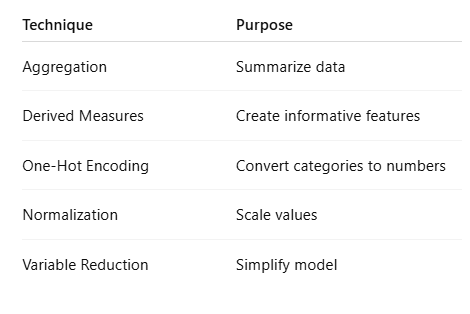 Technique Purpose
Aggregation Summarize data
Derived Measures Create informative features
One-Hot Encoding Convert categories to numbers
Normalization Scale values
Variable Reduction Simplify model